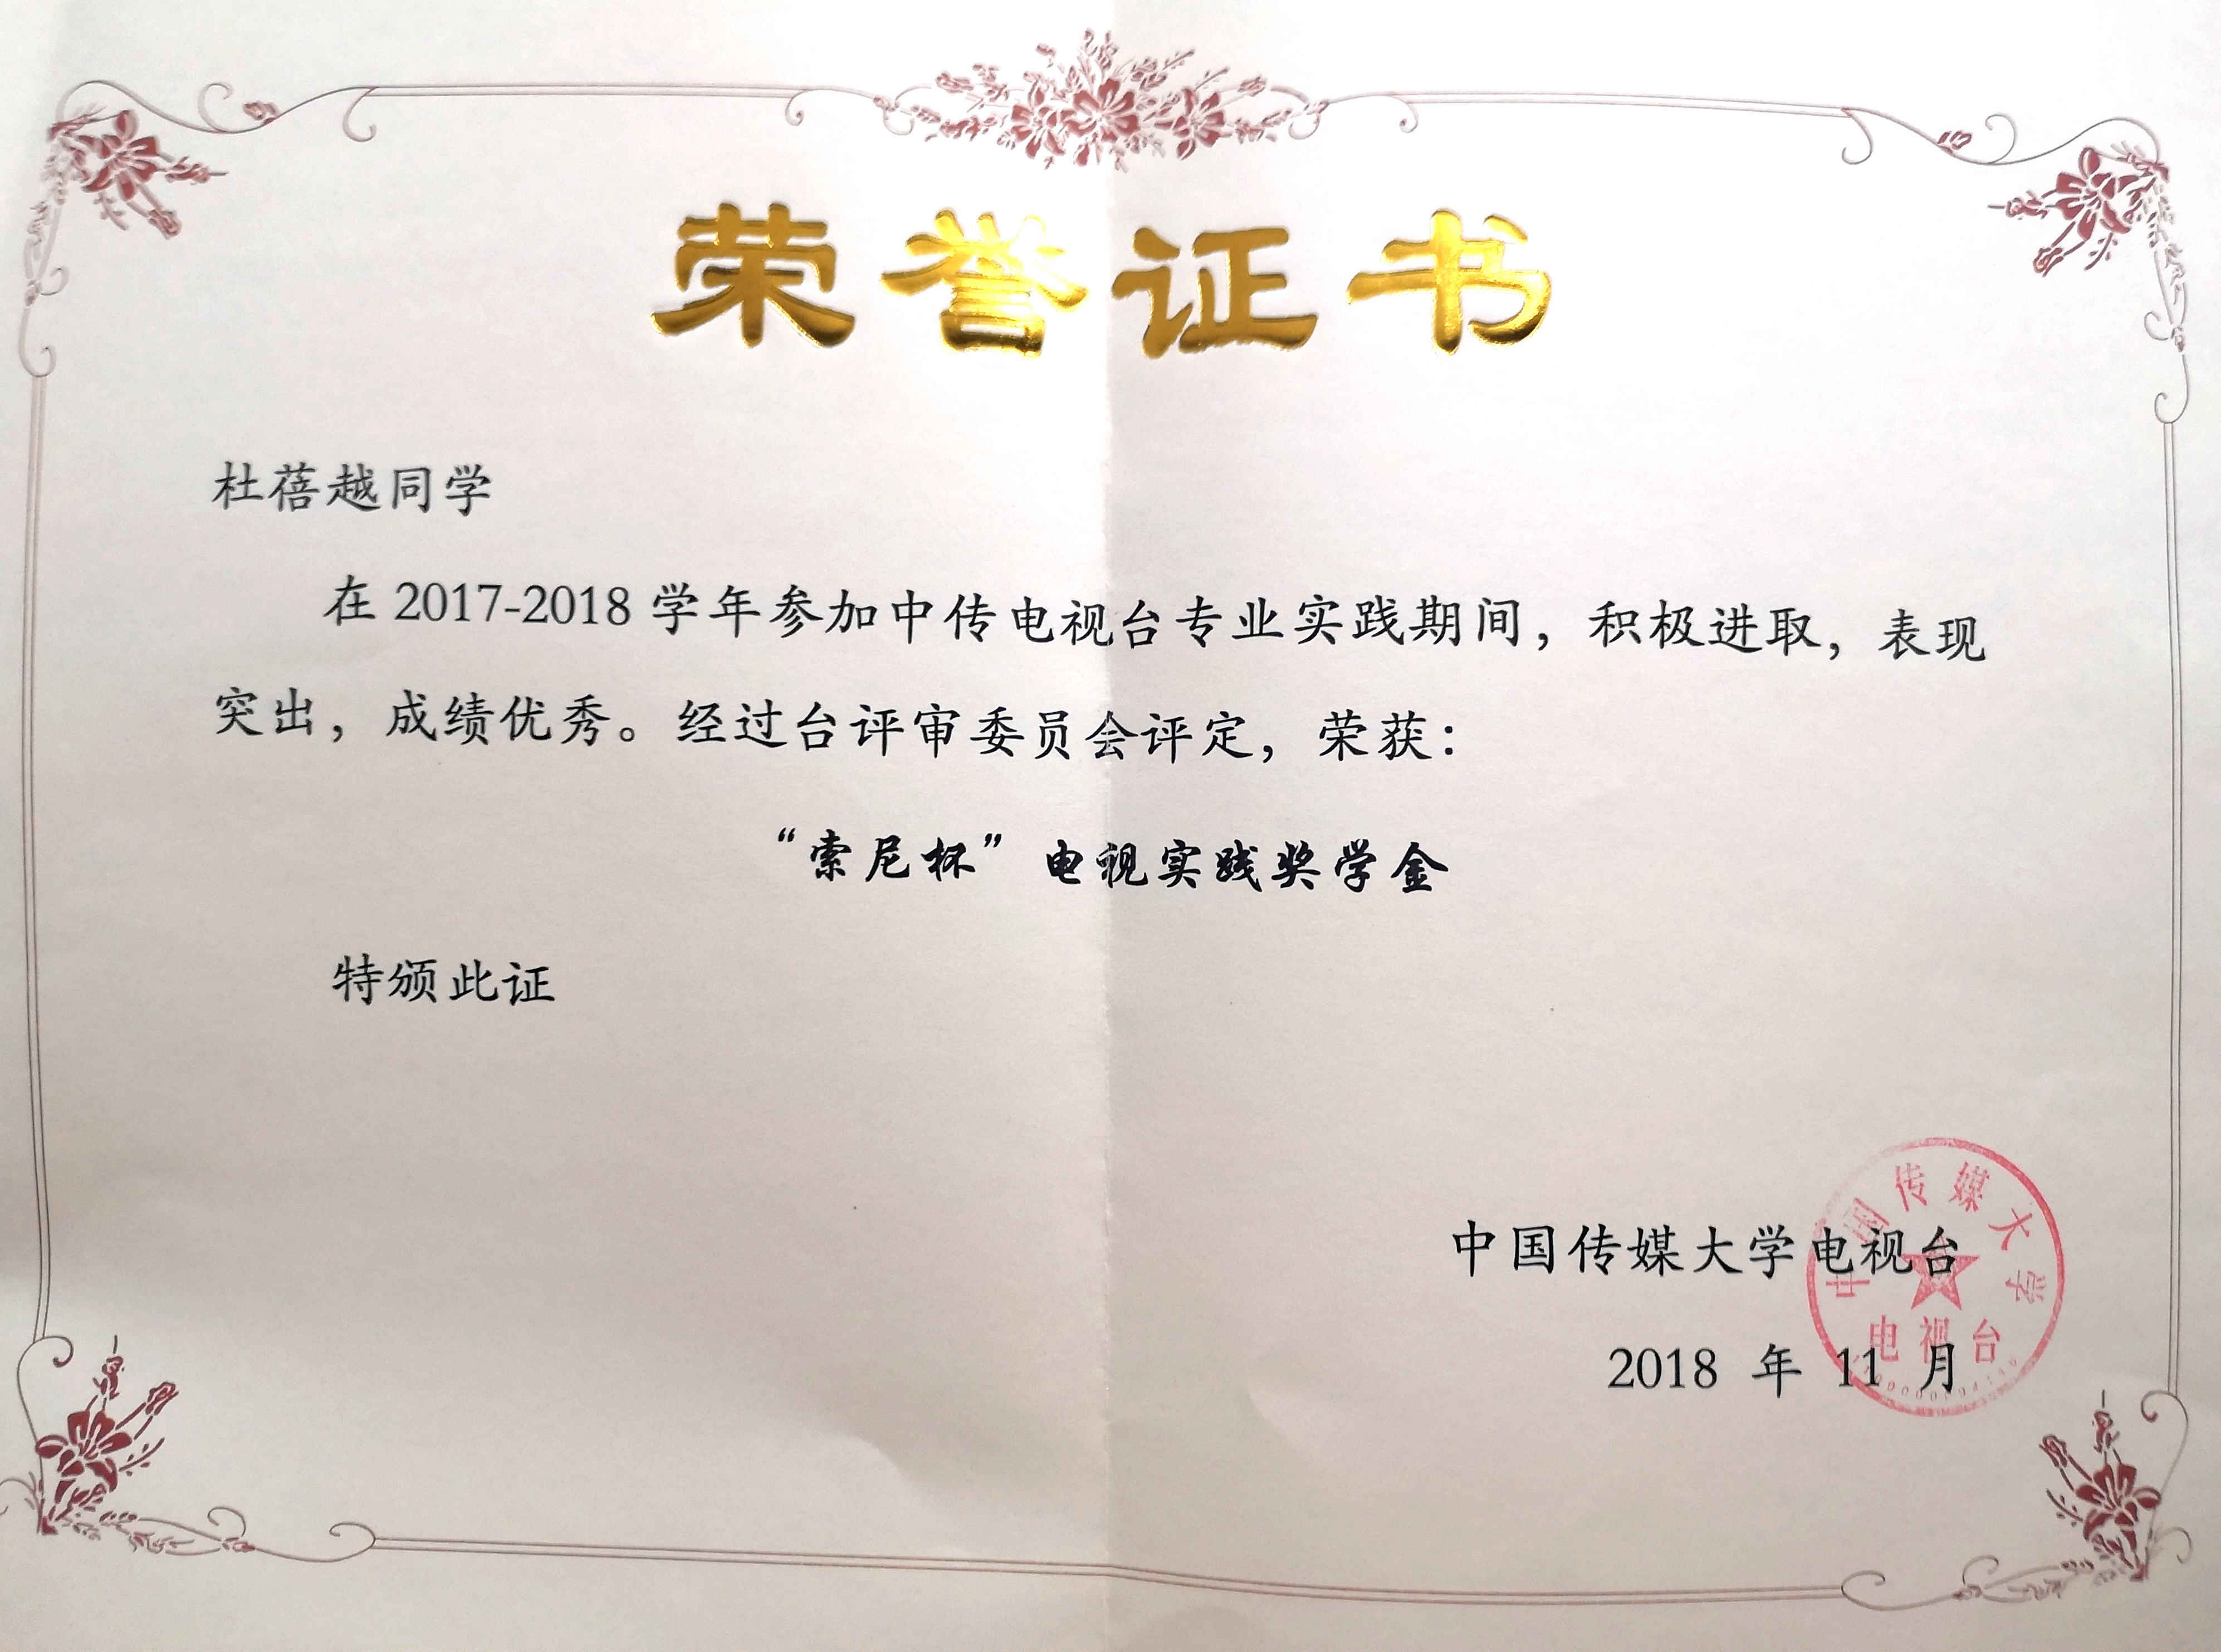 荣誉证书
杜蓓越同学
在 2017-2018 学年参加中传电视台专业实践期间，积极进取，表现
突出，成绩优秀。经过台评审委员会评定，荣获：
“索尼杯”电视实践奖学金
特颁此证
中国传媒大学电视台
2018 年 11 月
中国传媒大学
电视台